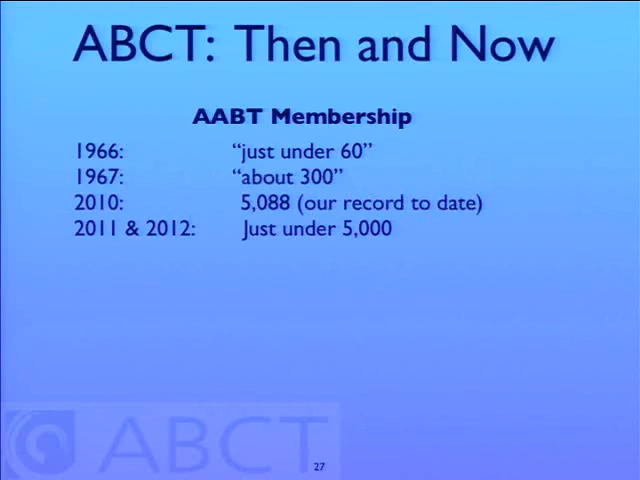 ABCT: Then and Now
AABT Membership
1966: “just under 60”
1967: “about 300”
2010: 5,088 (our record to date)
2011 & 2012: Just under 5,000
ABCT
27